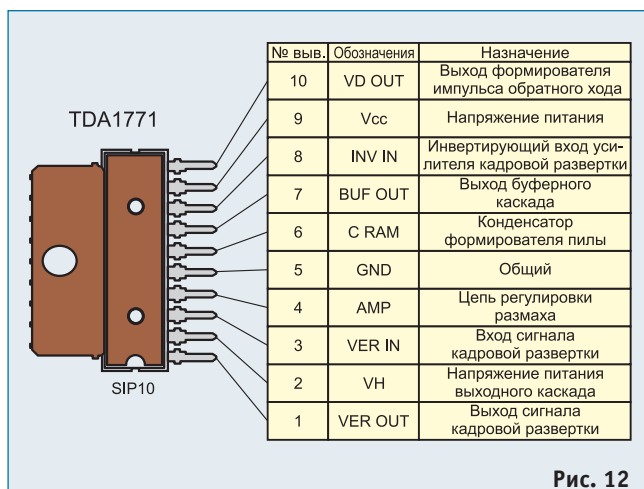 № выв. Обозначения Назначение
10 VD OUT Выход формирователя
импульса обратного хода
TDA1771
9 Vcc Напряжение питания
8 INV IN Инвертирующий вход уси-
лителя кадровой развертки
7 BUF OUT Выход буферного
каскада
6 C RAM Конденсатор
формирователя пилы
5 GND Общий
4 AMP Цепь регулировки
размаха
3 VER IN Вход сигнала
кадровой развертки
SIP10
2 VH Напряжение питания
выходного каскада
1 VER OUT Выход сигнала
кадровой развертки
Рис. 12